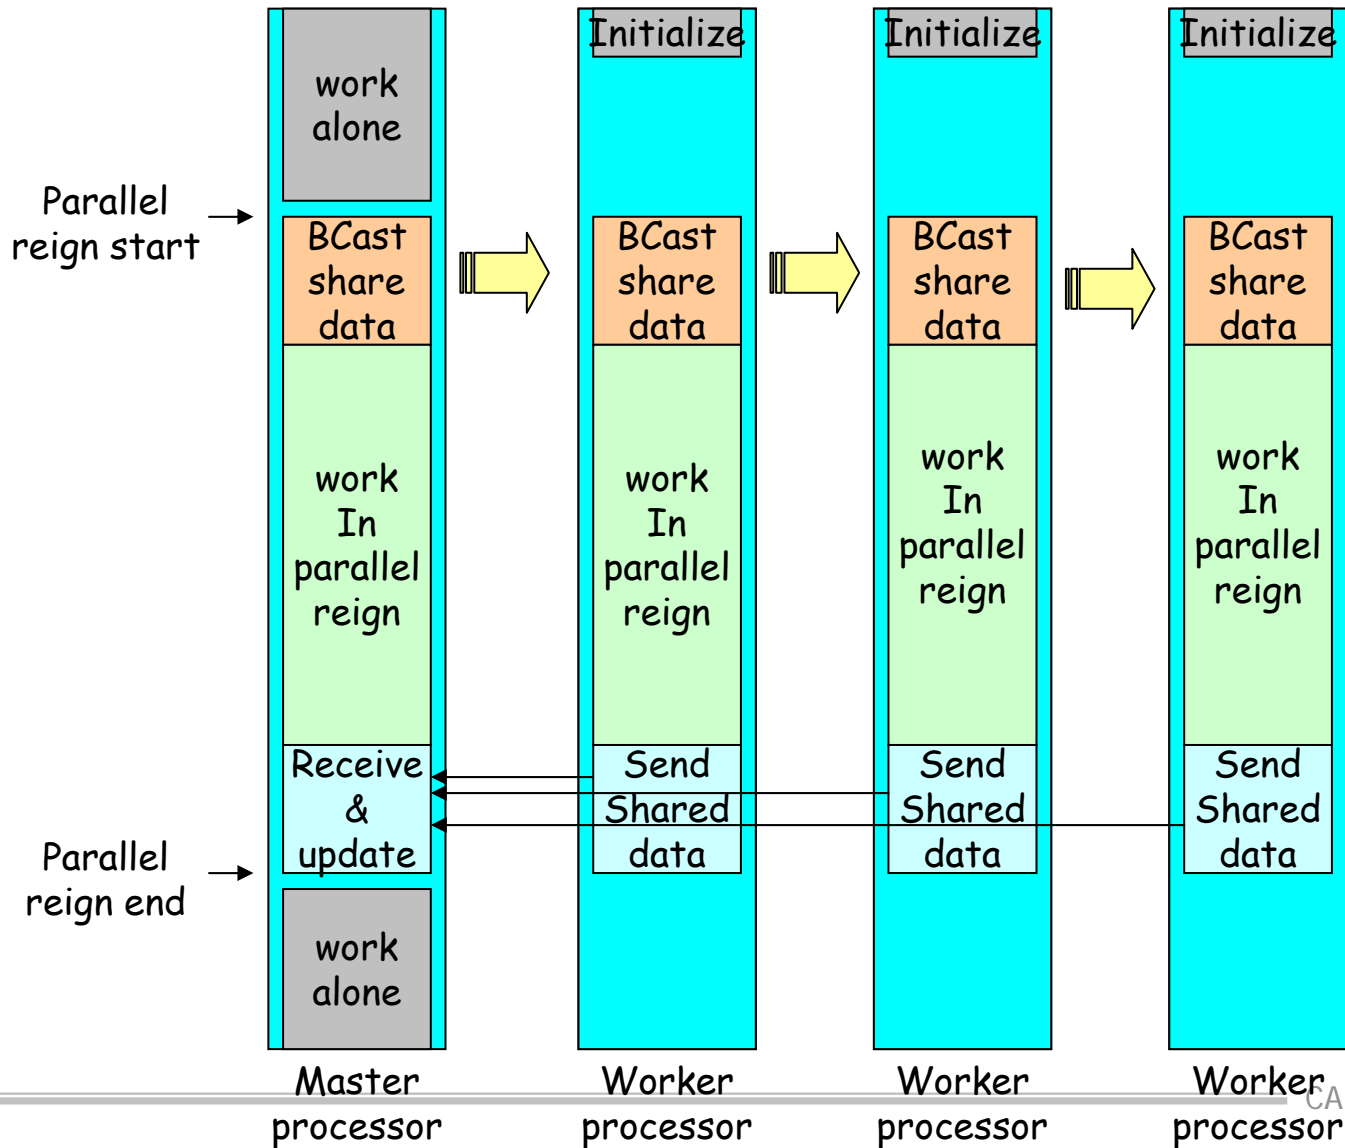 Initialize
Initialize
Initialize
work
alone
Parallel
reign start
BCast
share
data
BCast
share
data
BCast
share
data
BCast
share
data
work
In
parallel
reign
work
In
parallel
reign
work
In
parallel
reign
work
In
parallel
reign
Receive
&
update
Send
Shared
data
Send
Shared
data
Send
Shared
data
Parallel
reign end
work
alone
Master
processor
Worker
processor
Worker
processor
Worker
processor
CA